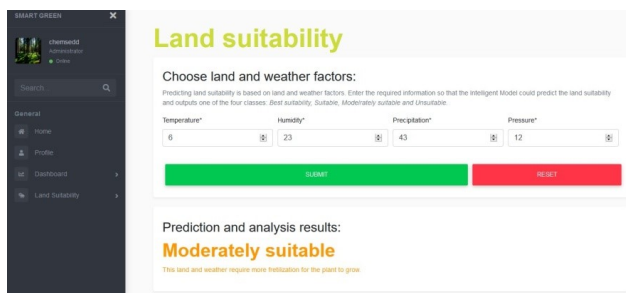 SMART GREEN
chemsedd
Administrator
Online
Search
General
Home
Profile
Dashboard
Land Suitability
Land suitability
Choose land and weather factors:
Predicting land suitability is based on land and weather factors. Enter the required information so that the Intelligent Model could predict the land suitability
and outputs one of the four classes: Best suitability, Suitable, Moderately suitable and Unsuitable.
Temperature* Humidity* Precipitation* Pressure*
6 23 43 12
SUBMIT RESET
Prediction and analysis results:
Moderately suitable
This land and weather require more fretilization for the plant to grow.